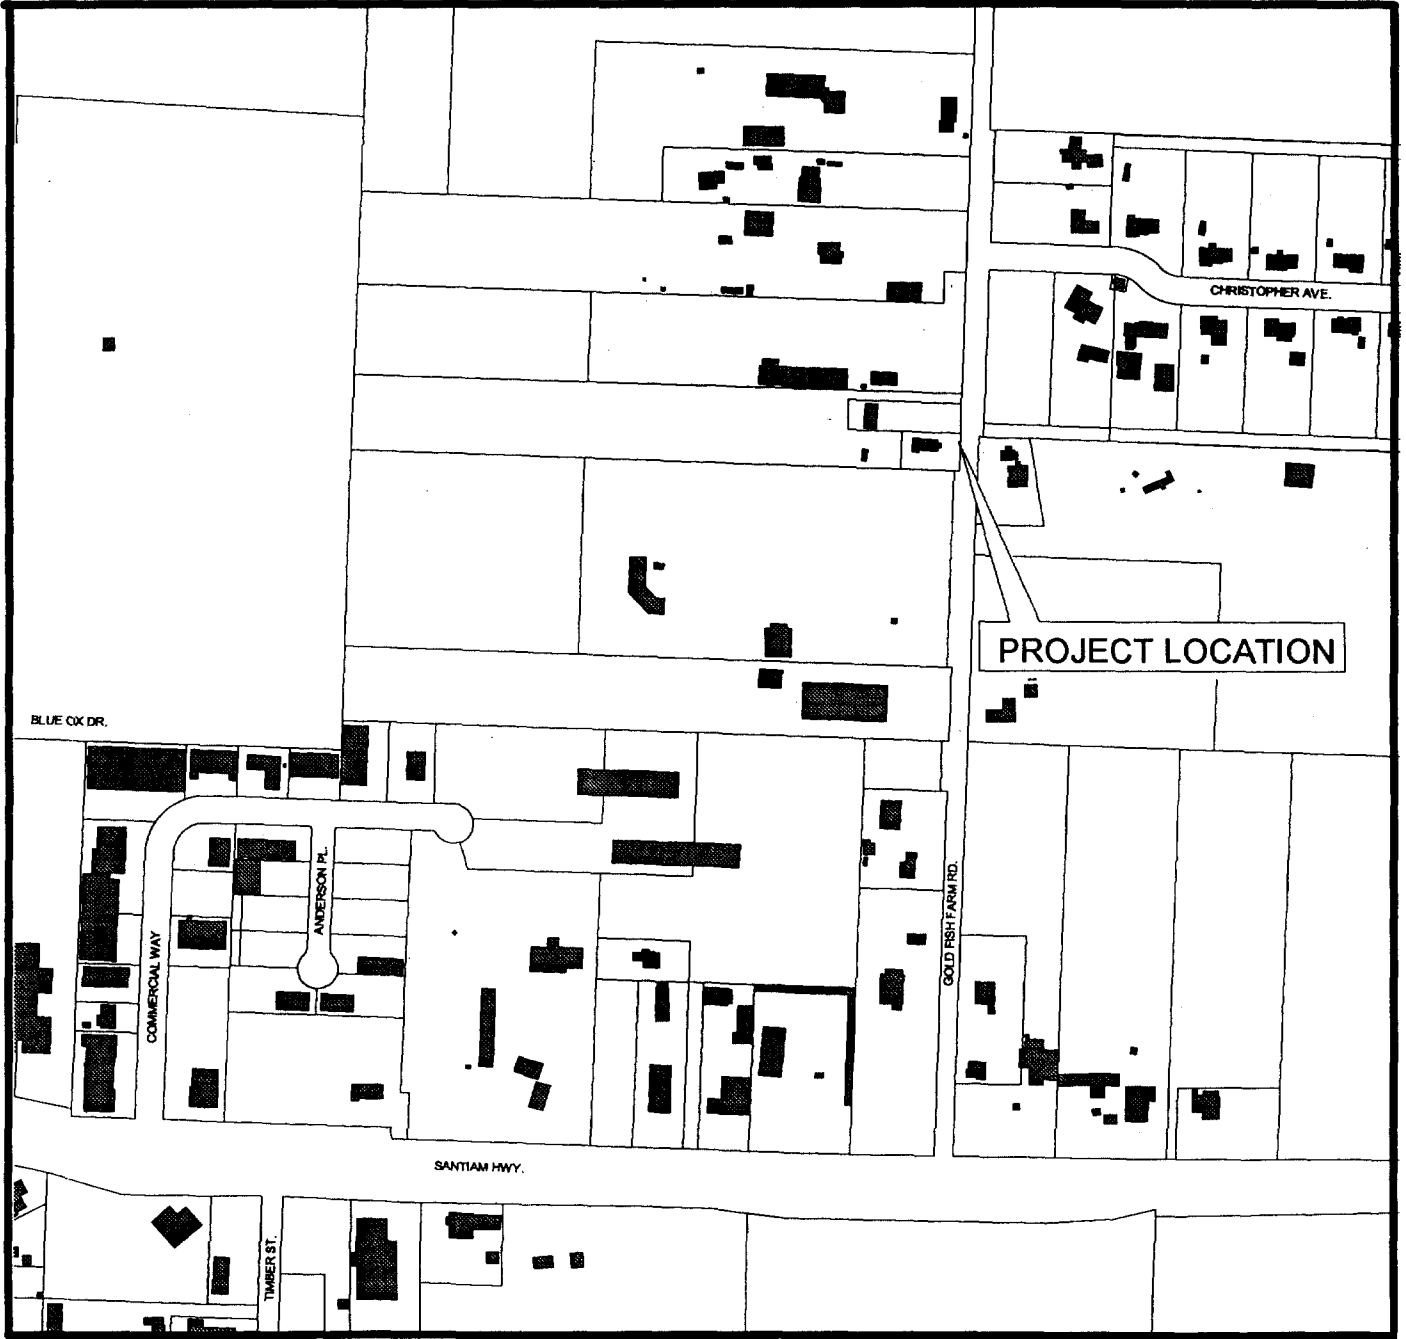 CHRISTOPHER AVE.
PROJECT LOCATION
BLUE OX DR.
ANDERSON PL.
COMMERCIAL WAY
GOLD FISH FARM RD.
SANTIAM HWY.
TIMBER ST.